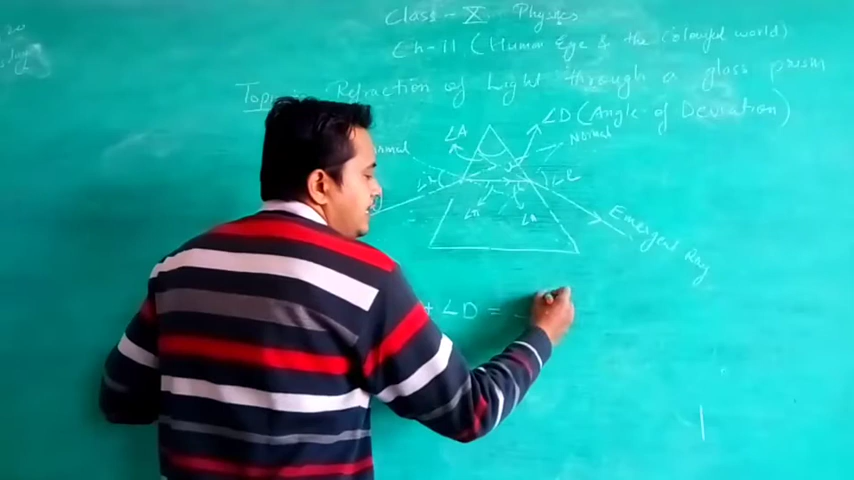 Class - X Physics
Ch-11 (Human Eye & the Colourful world)
Topic Refraction of Light through a glass prism
∠D (Angle of Deviation)
∠A
Normal
∠i
∠e
∠r
Emergent Ray
+ ∠D =